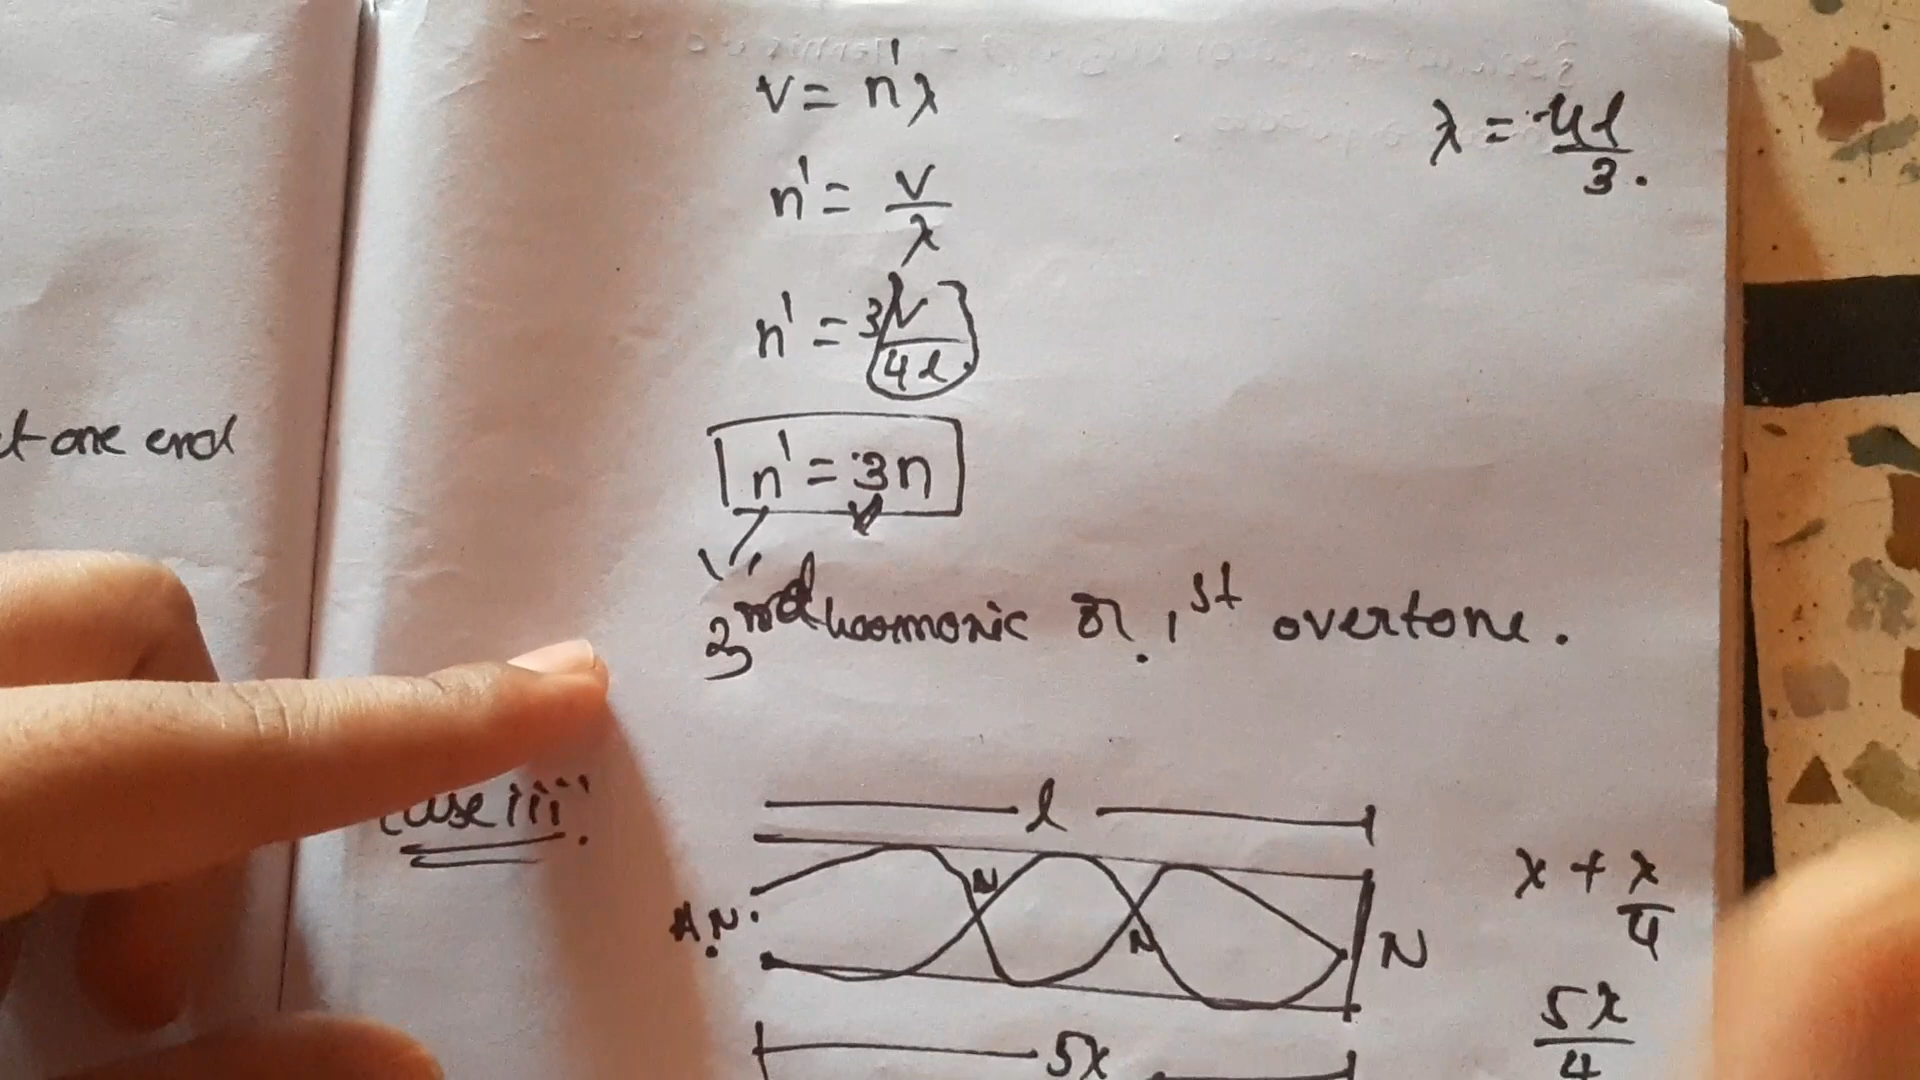 v = n'λ
λ = 4l/3.
n' = v/λ
n' = 3v/4l
t one end
n' = 3n
3rd harmonic or 1st overtone.
Case iii
l
A.N.
N
N
N
λ + λ/4
5λ/4
5λ